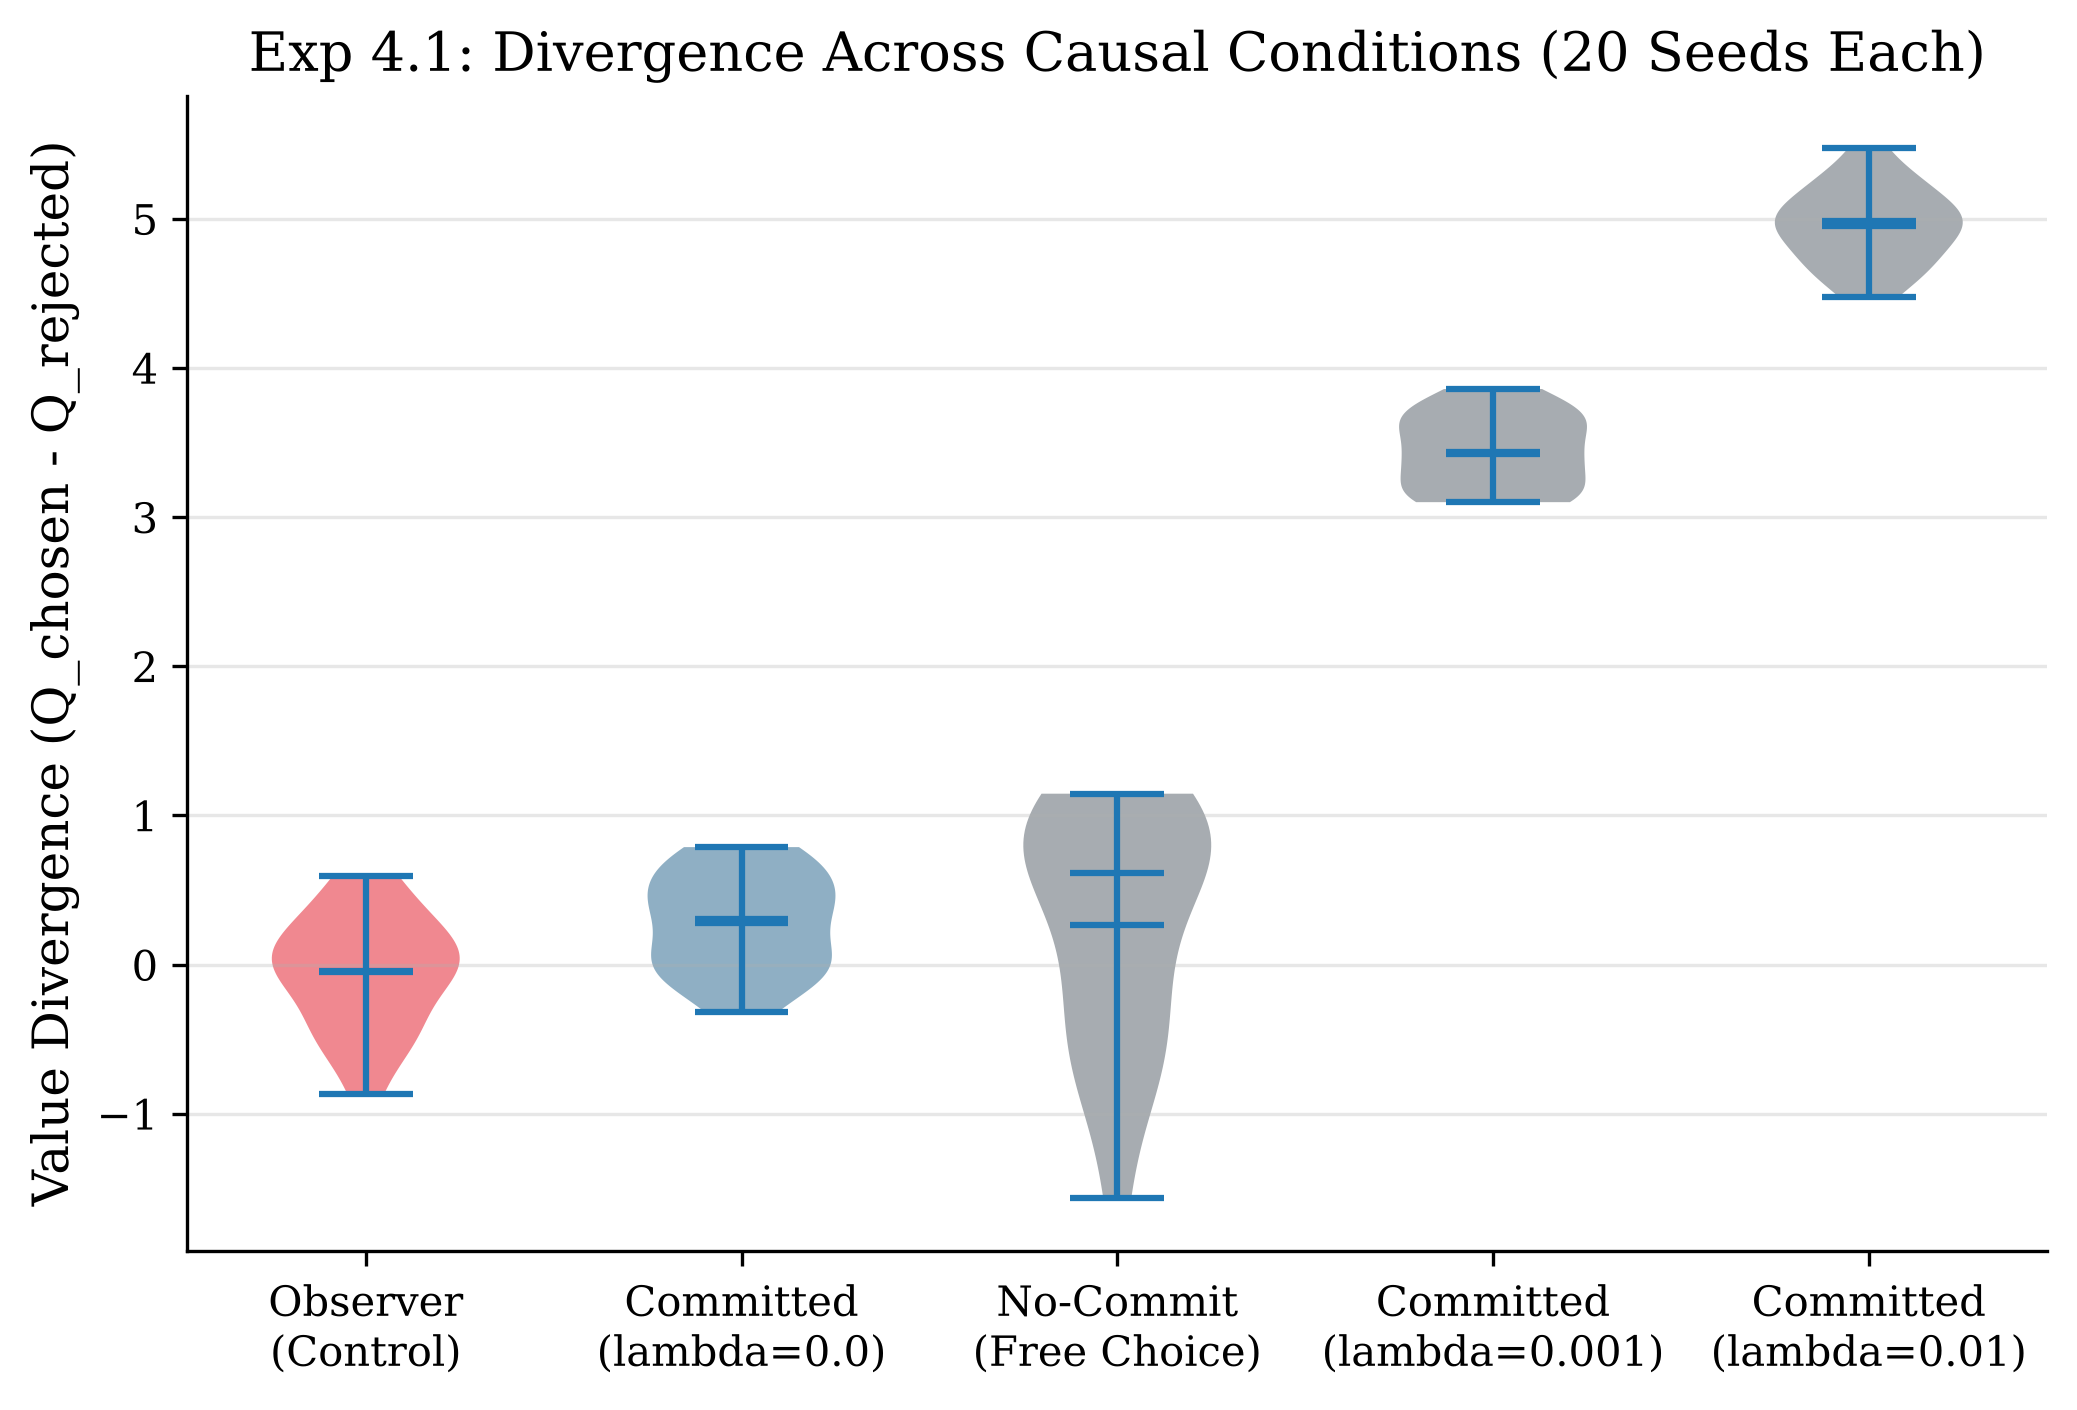 Exp 4.1: Divergence Across Causal Conditions (20 Seeds Each)
Value Divergence (Q_chosen - Q_rejected)
5
4
3
2
1
0
−1
Observer
(Control)
Committed
(lambda=0.0)
No-Commit
(Free Choice)
Committed
(lambda=0.001)
Committed
(lambda=0.01)